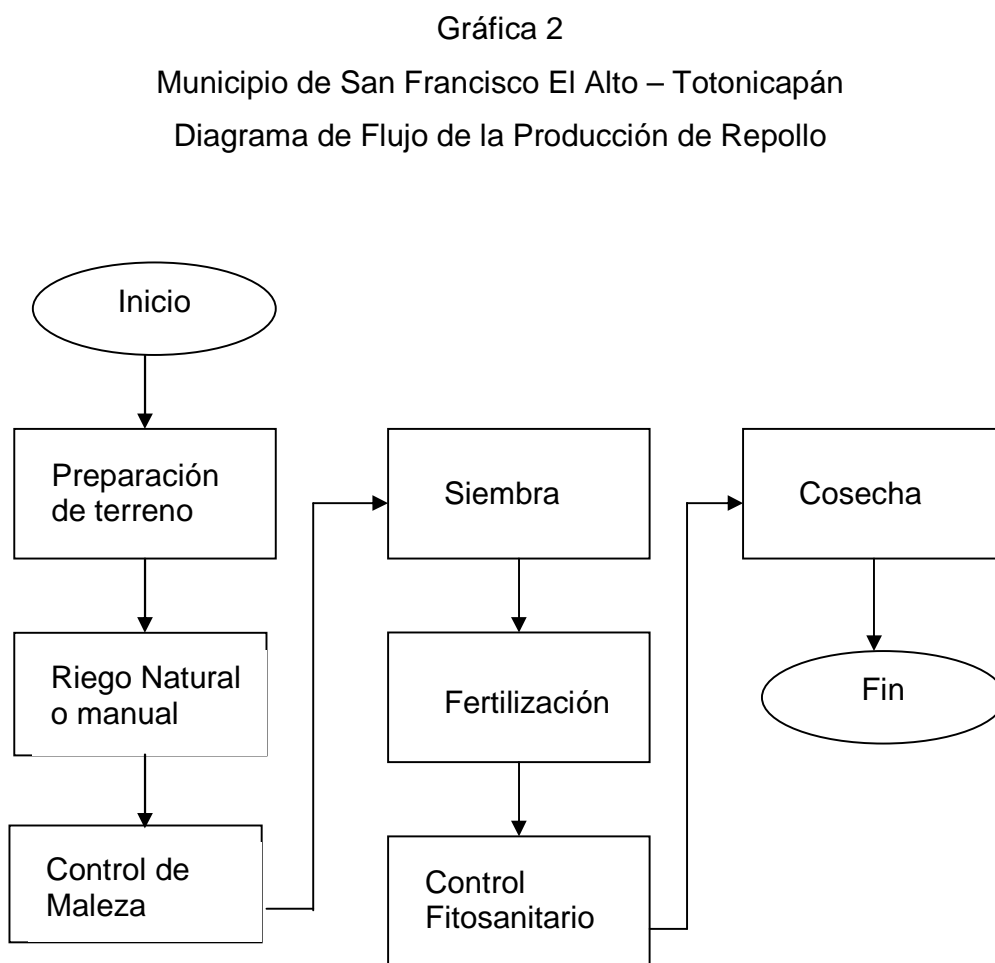 Gráfica 2
Municipio de San Francisco El Alto – Totonicapán
Diagrama de Flujo de la Producción de Repollo
Inicio
Preparación
de terreno
Riego Natural
o manual
Control de
Maleza
Siembra
Fertilización
Control
Fitosanitario
Cosecha
Fin